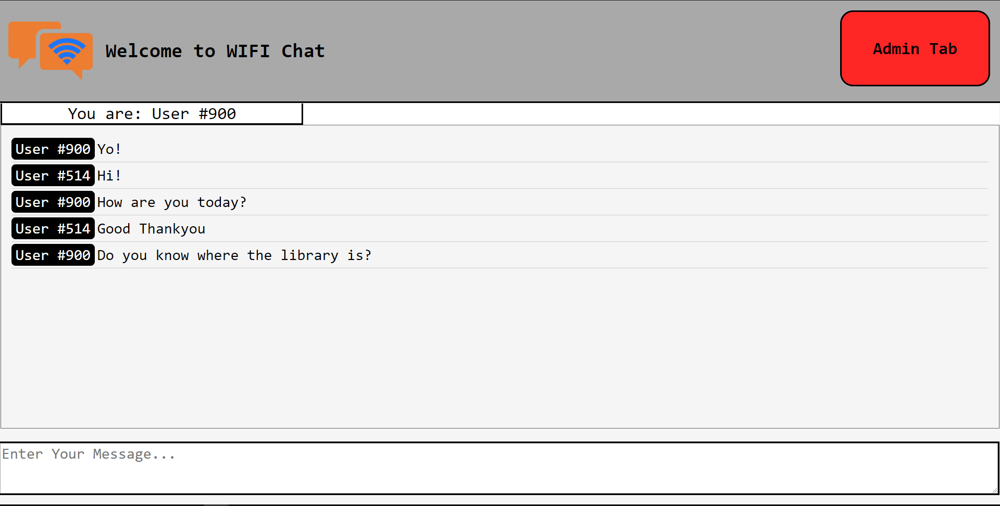 Welcome to WIFI Chat
Admin Tab
You are: User #900
User #900 Yo!
User #514 Hi!
User #900 How are you today?
User #514 Good Thankyou
User #900 Do you know where the library is?
Enter Your Message...